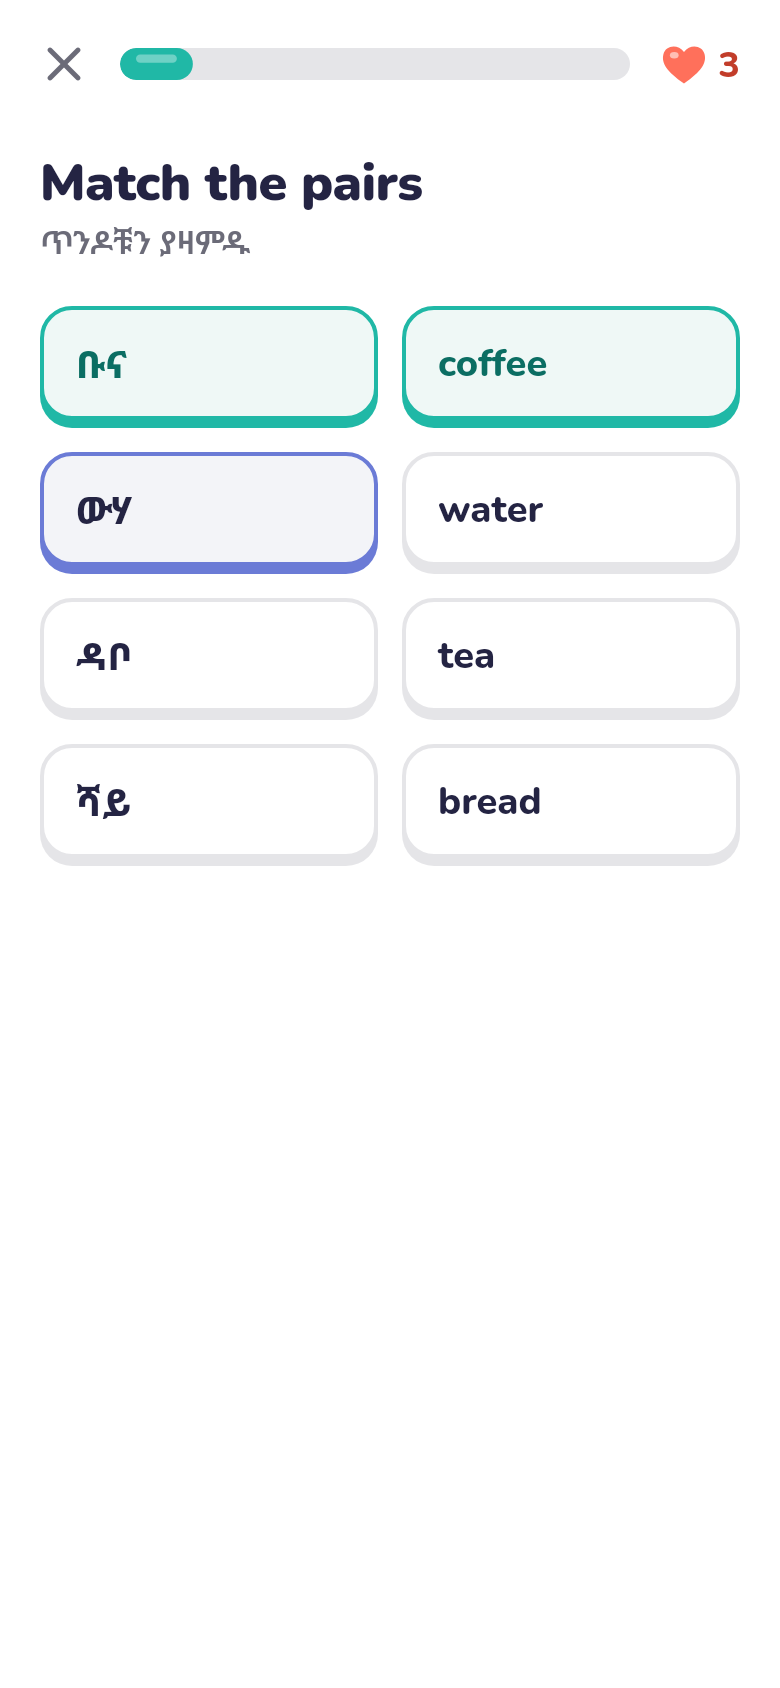 3
Match the pairs
ጥንዶቹን ያዛምዱ
ቡና
coffee
ውሃ
water
ዳቦ
tea
ሻይ
bread